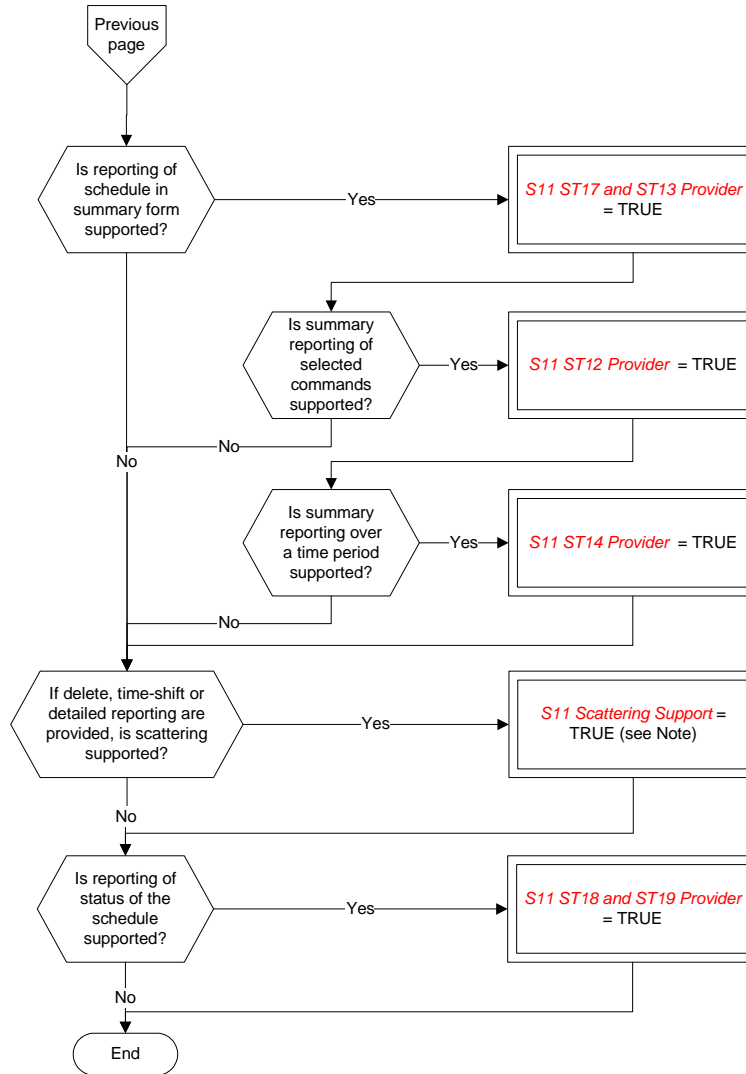 Previous
page
Is reporting of
schedule in
summary form
supported?
Yes
S11 ST17 and ST13 Provider
= TRUE
Is summary
reporting of
selected
commands
supported?
Yes
S11 ST12 Provider = TRUE
No
No
Is summary
reporting over
a time period
supported?
Yes
S11 ST14 Provider = TRUE
No
If delete, time-shift or
detailed reporting are
provided, is scattering
supported?
Yes
S11 Scattering Support =
TRUE (see Note)
No
Is reporting of
status of the
schedule
supported?
Yes
S11 ST18 and ST19 Provider
= TRUE
No
End